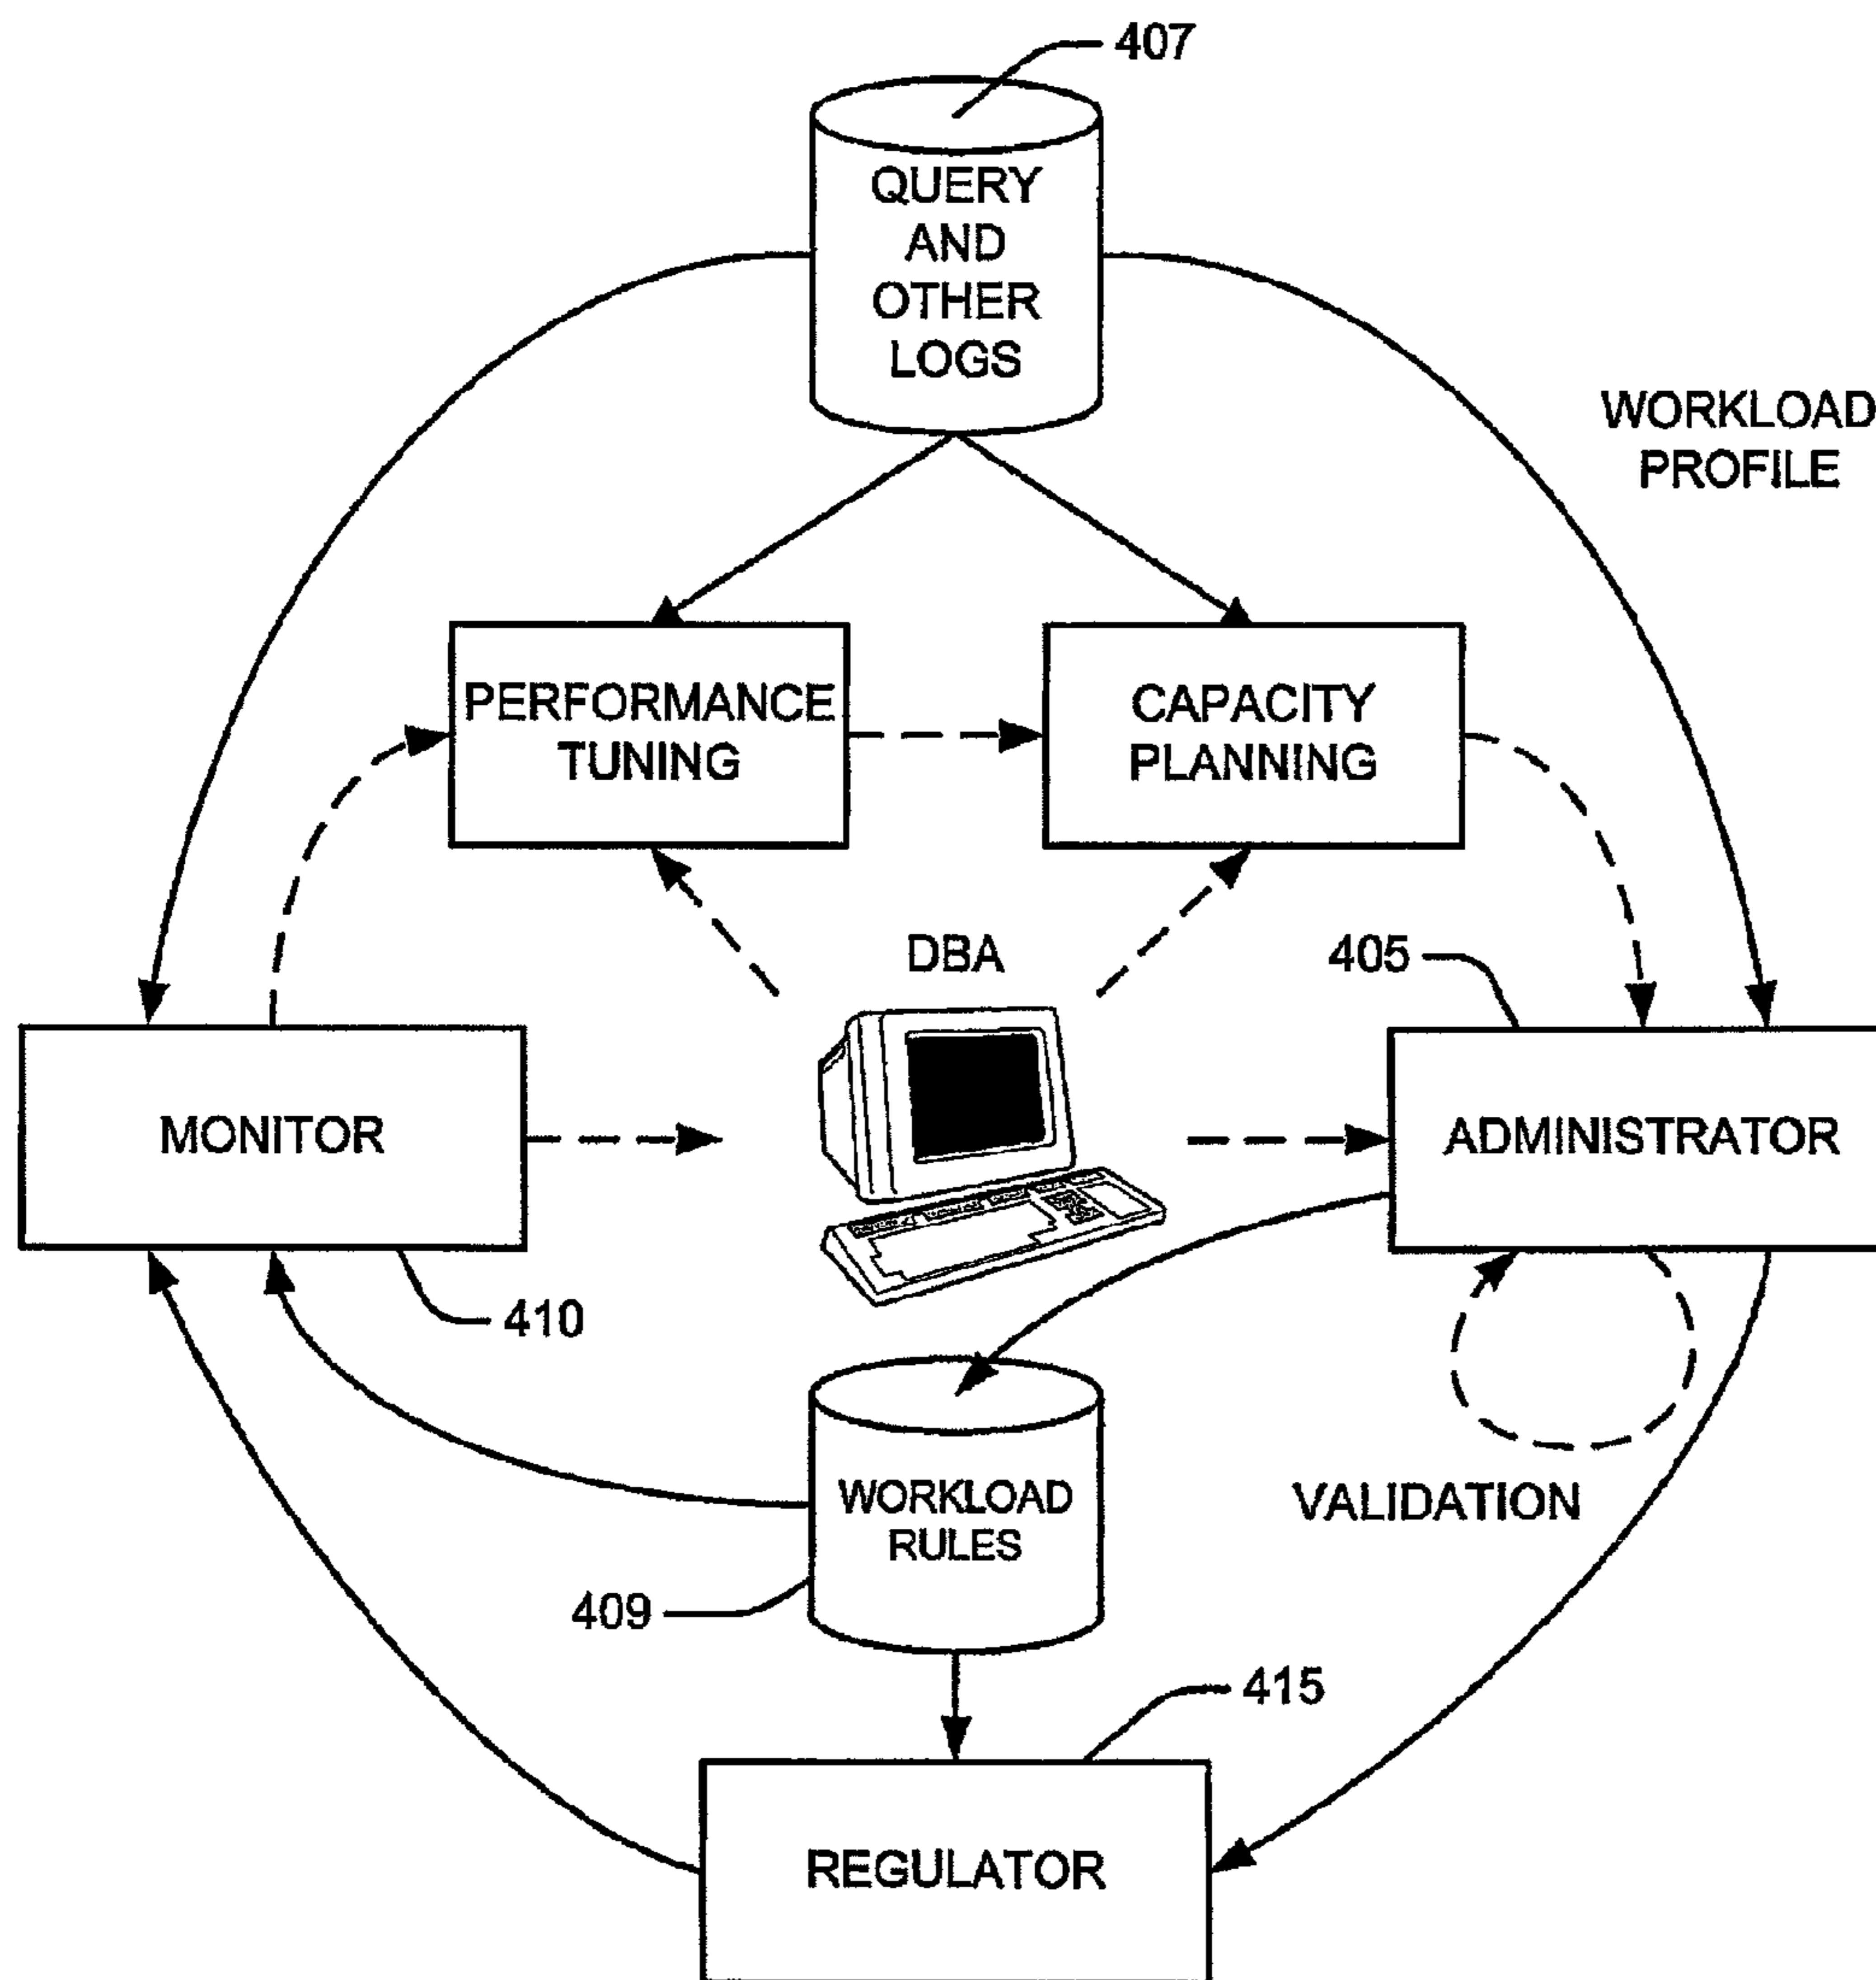 407
QUERY
AND
OTHER
LOGS
WORKLOAD
PROFILE
PERFORMANCE
TUNING
CAPACITY
PLANNING
DBA
405
MONITOR
ADMINISTRATOR
410
WORKLOAD
RULES
VALIDATION
409
415
REGULATOR